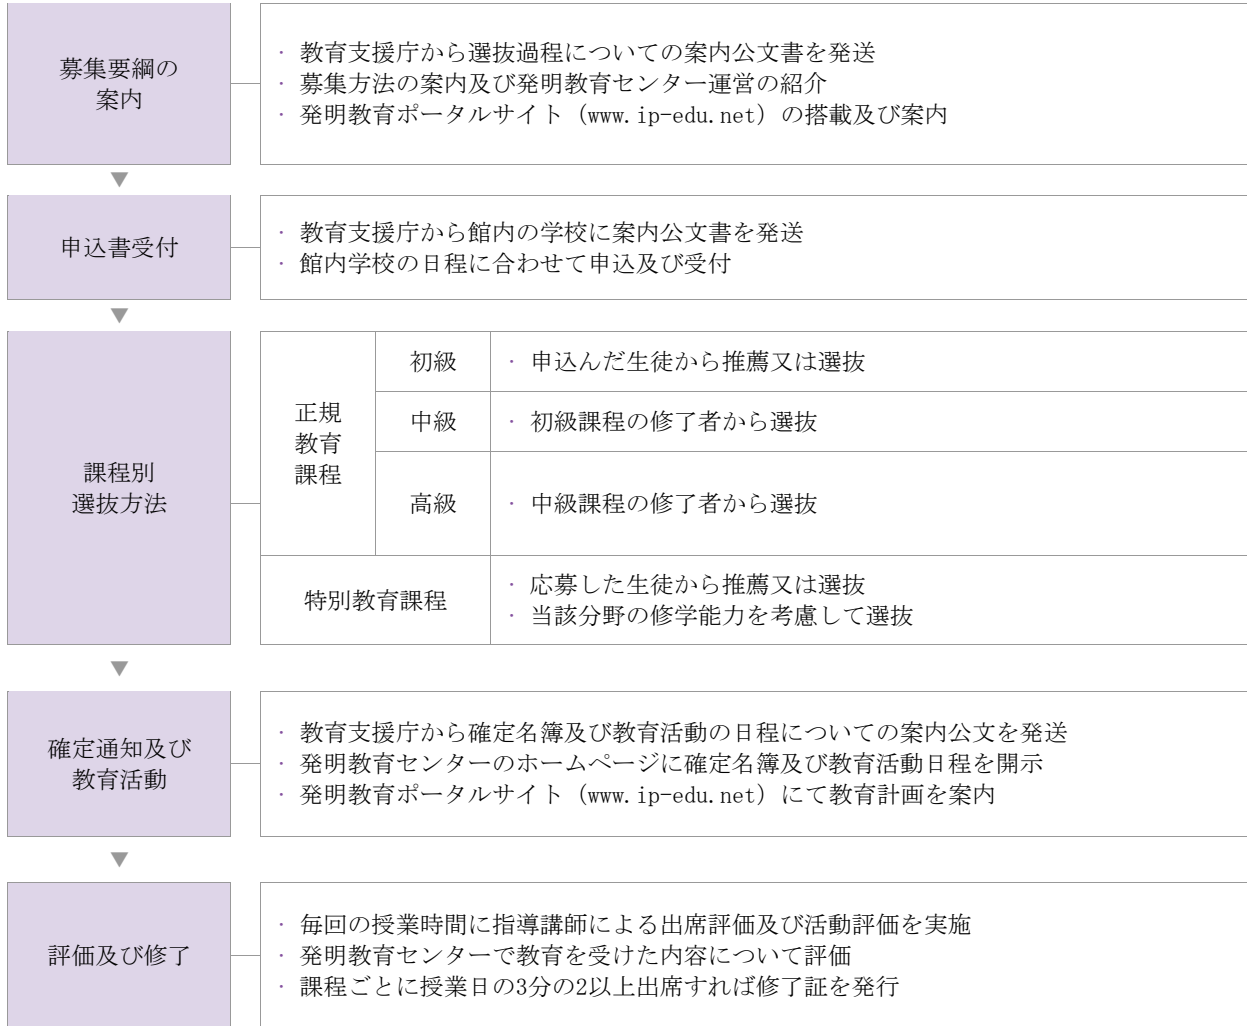 募集要綱の
案内
· 教育支援庁から選抜過程についての案内公文書を発送
· 募集方法の案内及び発明教育センター運営の紹介
· 発明教育ポータルサイト（www.ip-edu.net）の搭載及び案内
▼
申込書受付
· 教育支援庁から館内の学校に案内公文書を発送
· 館内学校の日程に合わせて申込及び受付
▼
課程別
選抜方法
正規
教育
課程
初級
· 申込んだ生徒から推薦又は選抜
中級
· 初級課程の修了者から選抜
高級
· 中級課程の修了者から選抜
特別教育課程
· 応募した生徒から推薦又は選抜
· 当該分野の修学能力を考慮して選抜
▼
確定通知及び
教育活動
· 教育支援庁から確定名簿及び教育活動の日程についての案内公文を発送
· 発明教育センターのホームページに確定名簿及び教育活動日程を開示
· 発明教育ポータルサイト（www.ip-edu.net）にて教育計画を案内
▼
評価及び修了
· 毎回の授業時間に指導講師による出席評価及び活動評価を実施
· 発明教育センターで教育を受けた内容について評価
· 課程ごとに授業日の3分の2以上出席すれば修了証を発行